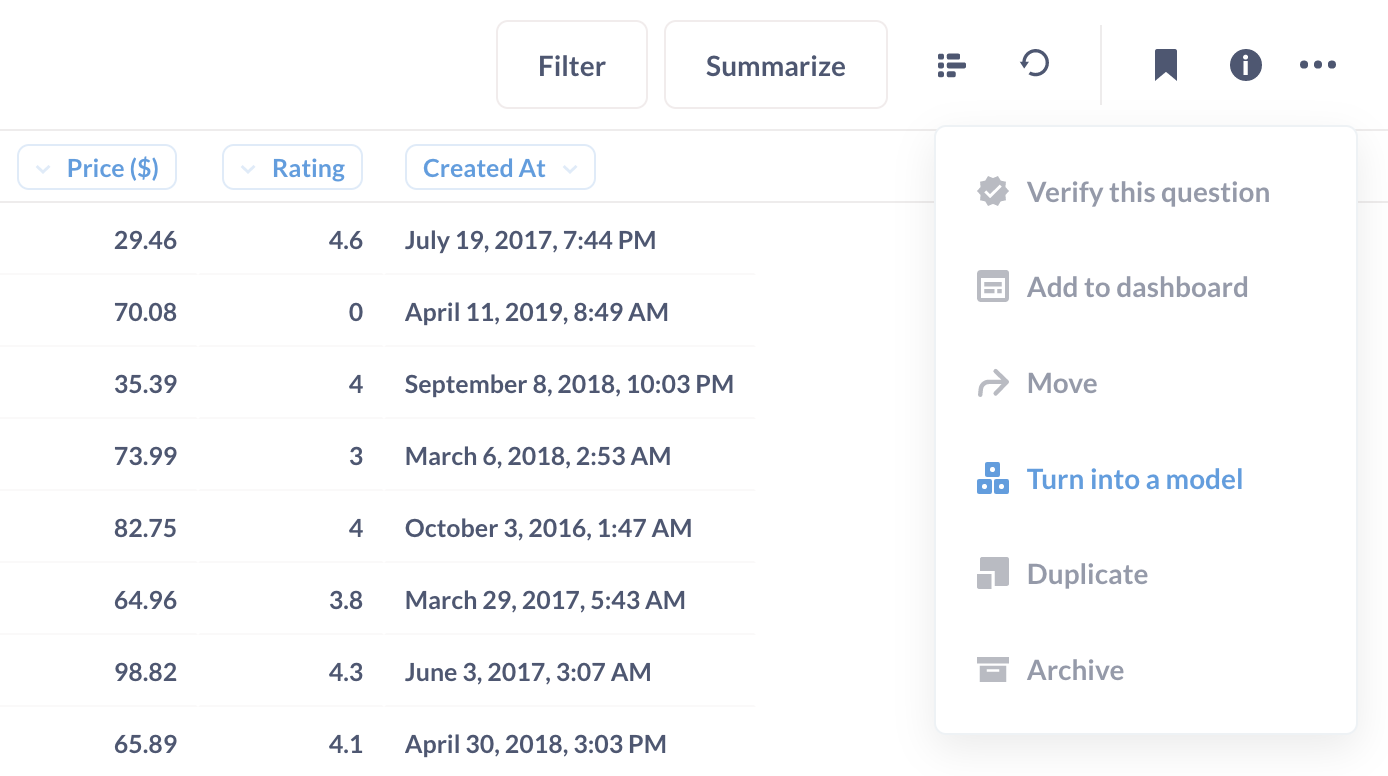 Filter Summarize
Price ($) Rating Created At
29.46 4.6 July 19, 2017, 7:44 PM
70.08 0 April 11, 2019, 8:49 AM
35.39 4 September 8, 2018, 10:03 PM
73.99 3 March 6, 2018, 2:53 AM
82.75 4 October 3, 2016, 1:47 AM
64.96 3.8 March 29, 2017, 5:43 AM
98.82 4.3 June 3, 2017, 3:07 AM
65.89 4.1 April 30, 2018, 3:03 PM
Verify this question
Add to dashboard
Move
Turn into a model
Duplicate
Archive